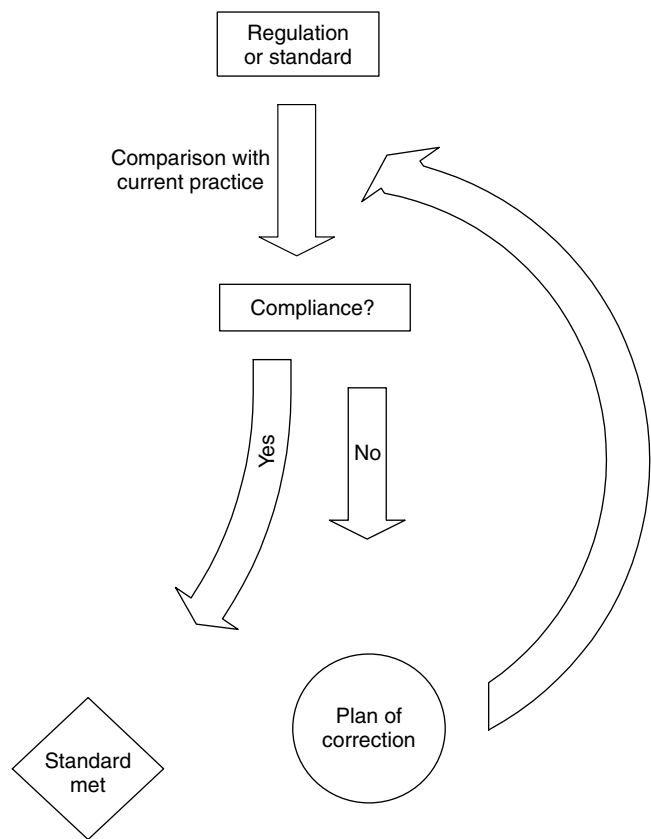 Regulation
or standard
Comparison with
current practice
Compliance?
Yes
No
Plan of
correction
Standard
met